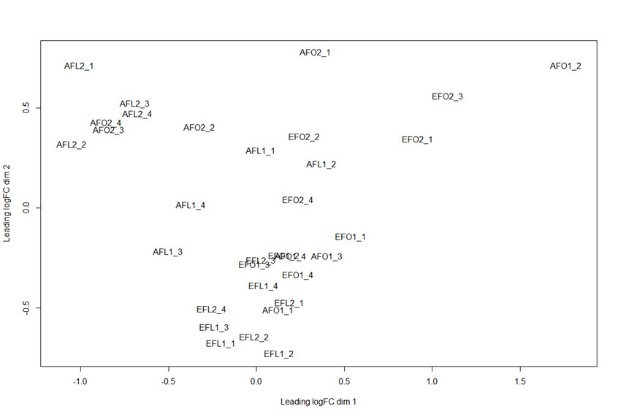 AFO2_1
AFL2_1
AFO1_2
EFO2_3
AFL2_3
0.5
AFL2_4
AFO2_4
AFO2_2
AFO2_3
EFO2_2
EFO2_1
AFL2_2
AFL1_1
AFL1_2
EFO2_4
AFL1_4
0.0
EFO1_1
AFL1_3
AFO1_3
EFL2_3
EFO1_3
EFO1_4
EFL1_4
EFL2_1
-0.5
EFL2_4
AFO1_1
EFL1_3
EFL2_2
EFL1_1
EFL1_2
Leading logFC dim 2
-1.0 -0.5 0.0 0.5 1.0 1.5
Leading logFC dim 1